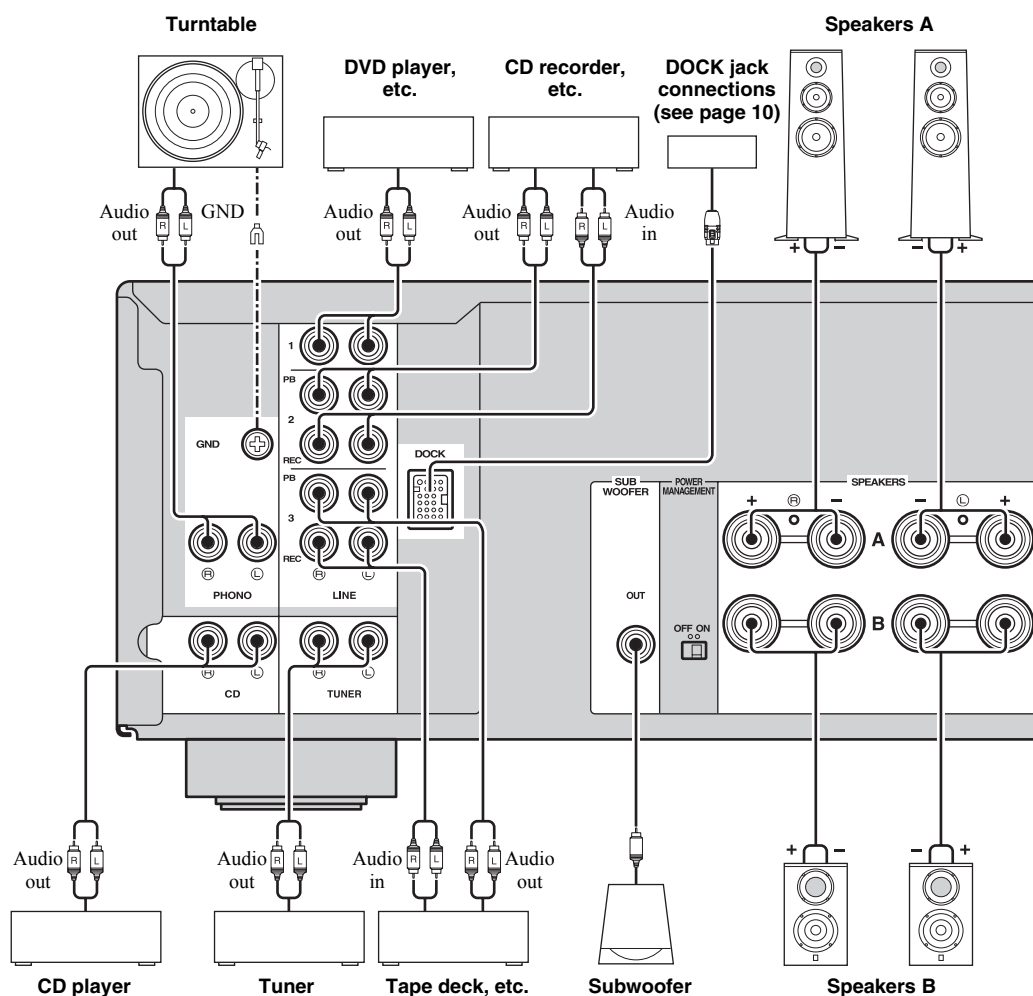 Turntable
Speakers A
DVD player,
etc.
CD recorder,
etc.
DOCK jack
connections
(see page 10)
Audio
out
R
L
GND
Audio
out
R
L
Audio
out
R
L
R
L
Audio
in
+
–
–
+
1
PB
2
REC
PB
3
REC
GND
DOCK
R
L
PHONO
R
L
LINE
R
L
CD
R
L
TUNER
SUB
WOOFER
OUT
POWER
MANAGEMENT
OFF ON
SPEAKERS
+
R
–
–
L
+
A
B
Audio
out
R
L
Audio
out
R
L
Audio
in
R
L
R
L
Audio
out
+
–
–
+
CD player
Tuner
Tape deck, etc.
Subwoofer
Speakers B